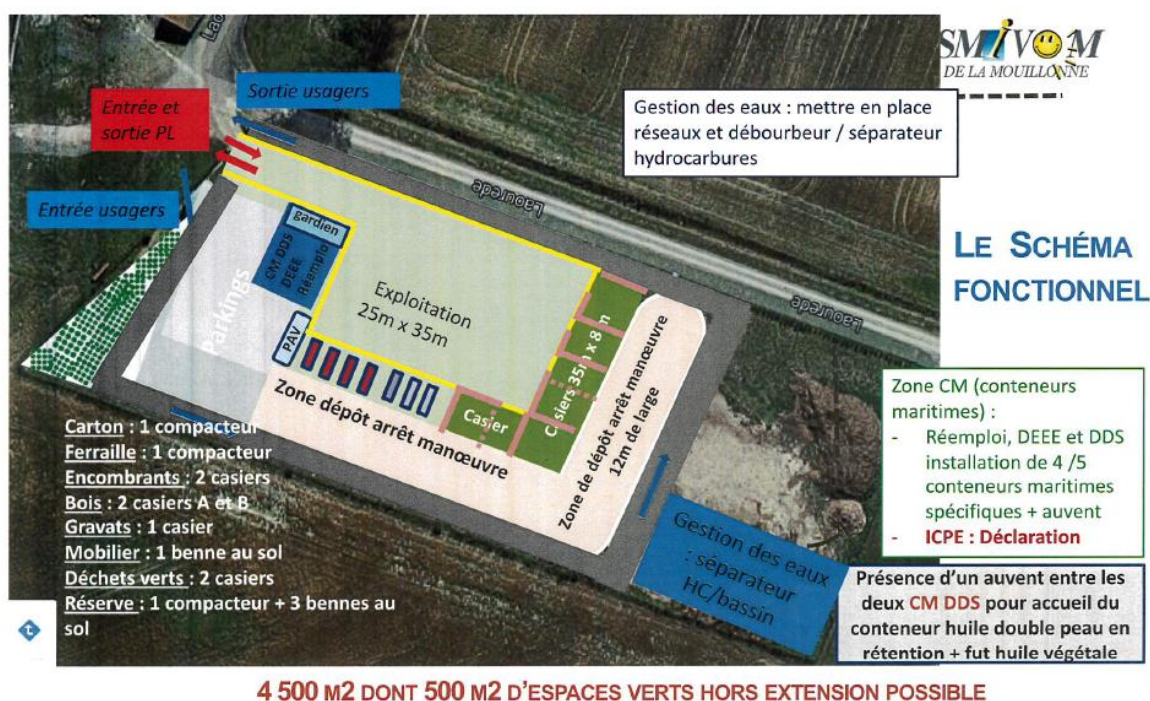 SMiVOM
DE LA MOUILLONNE
Entrée et
sortie PL
Sortie usagers
Gestion des eaux : mettre en place
réseaux et débourbeur / séparateur
hydrocarbures
Entrée usagers
Laourede
gardien
CM DDS
DEEE
Réemploi
LE SCHÉMA
FONCTIONNEL
Parkings
Exploitation
25m x 35m
Laourede
PAV
Casiers 35m x 8m
Casier
Zone dépôt arrêt manœuvre
Zone de dépôt arrêt manœuvre
12m de large
Zone CM (conteneurs
maritimes) :
- Réemploi, DEEE et DDS
installation de 4 /5
conteneurs maritimes
spécifiques + auvent
- ICPE : Déclaration
Carton : 1 compacteur
Ferraille : 1 compacteur
Encombrants : 2 casiers
Bois : 2 casiers A et B
Gravats : 1 casier
Mobilier : 1 benne au sol
Déchets verts : 2 casiers
Réserve : 1 compacteur + 3 bennes au
sol
Gestion des eaux
: séparateur
HC/bassin
Présence d'un auvent entre les
deux CM DDS pour accueil du
conteneur huile double peau en
rétention + fut huile végétale
4 500 M2 DONT 500 M2 D'ESPACES VERTS HORS EXTENSION POSSIBLE